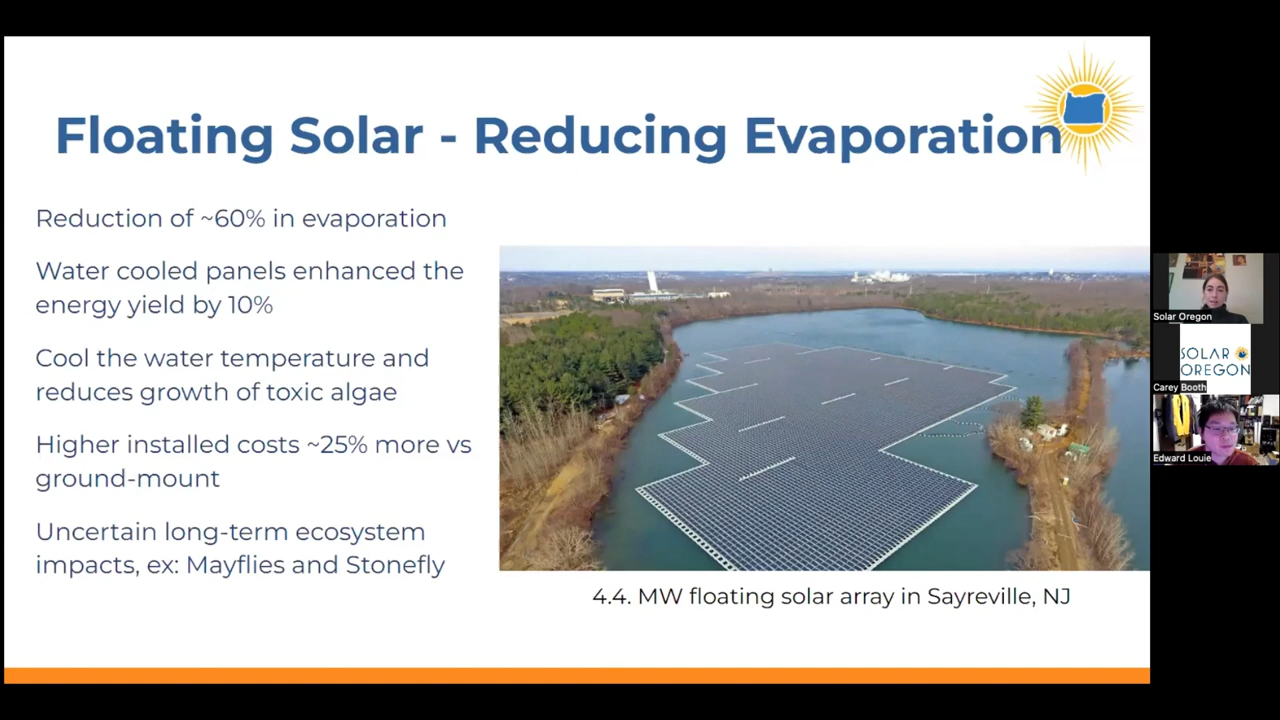 Floating Solar - Reducing Evaporation
Reduction of ~60% in evaporation
Water cooled panels enhanced the
energy yield by 10%
Cool the water temperature and
reduces growth of toxic algae
Higher installed costs ~25% more vs
ground-mount
Uncertain long-term ecosystem
impacts, ex: Mayflies and Stonefly
4.4. MW floating solar array in Sayreville, NJ
Solar Oregon
SOLAR
OREGON
Carey Booth
Edward Louie